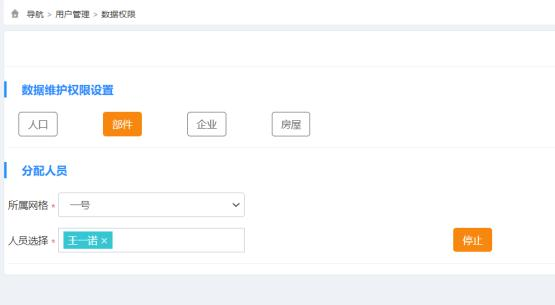 导航 > 用户管理 > 数据权限
数据维护权限设置
人口 部件 企业 房屋
分配人员
所属网格 * 一号
人员选择 * 王一诺 × 停止